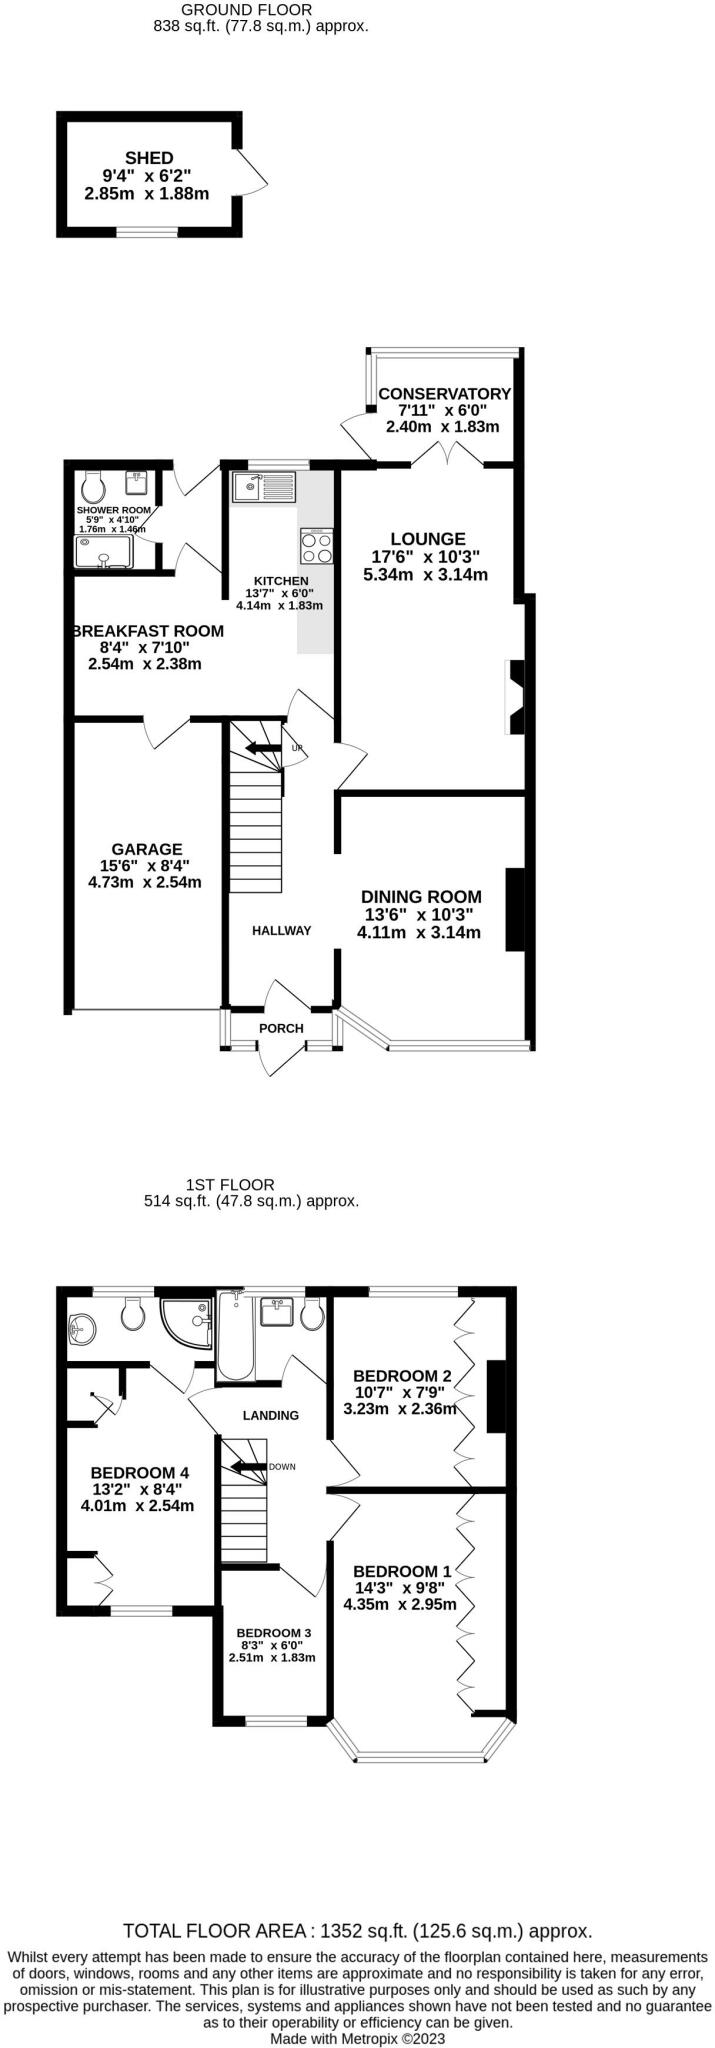 GROUND FLOOR
838 sq.ft. (77.8 sq.m.) approx.
SHED
9'4" x 6'2"
2.85m x 1.88m
CONSERVATORY
7'11" x 6'0"
2.40m x 1.83m
SHOWER ROOM
5'9" x 4'10"
1.76m x 1.46m
LOUNGE
17'6" x 10'3"
5.34m x 3.14m
KITCHEN
13'7" x 6'0"
4.14m x 1.83m
BREAKFAST ROOM
8'4" x 7'10"
2.54m x 2.38m
UP
GARAGE
15'6" x 8'4"
4.73m x 2.54m
DINING ROOM
13'6" x 10'3"
4.11m x 3.14m
HALLWAY
PORCH
1ST FLOOR
514 sq.ft. (47.8 sq.m.) approx.
BEDROOM 2
10'7" x 7'9"
3.23m x 2.36m
LANDING
DOWN
BEDROOM 4
13'2" x 8'4"
4.01m x 2.54m
BEDROOM 1
14'3" x 9'8"
4.35m x 2.95m
BEDROOM 3
8'3" x 6'0"
2.51m x 1.83m
TOTAL FLOOR AREA : 1352 sq.ft. (125.6 sq.m.) approx.
Whilst every attempt has been made to ensure the accuracy of the floorplan contained here, measurements
of doors, windows, rooms and any other items are approximate and no responsibility is taken for any error,
omission or mis-statement. This plan is for illustrative purposes only and should be used as such by any
prospective purchaser. The services, systems and appliances shown have not been tested and no guarantee
as to their operability or efficiency can be given.
Made with Metropix ©2023